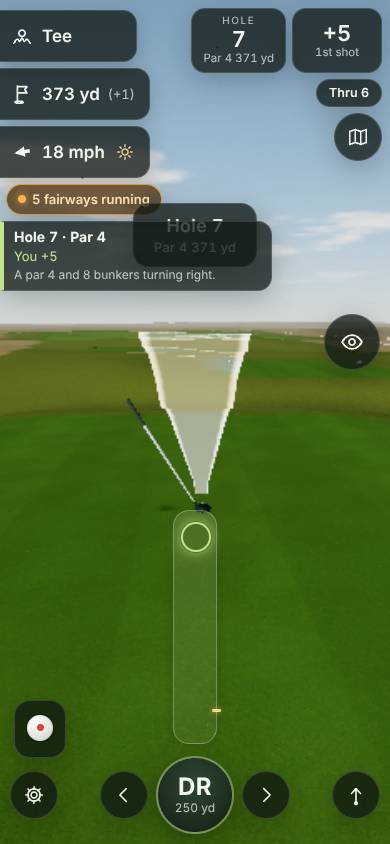 Tee
HOLE
7
Par 4 371 yd
+5
1st shot
373 yd (+1)
Thru 6
18 mph
5 fairways running
Hole 7
Par 4 371 yd
Hole 7 · Par 4
You +5
A par 4 and 8 bunkers turning right.
DR
250 yd